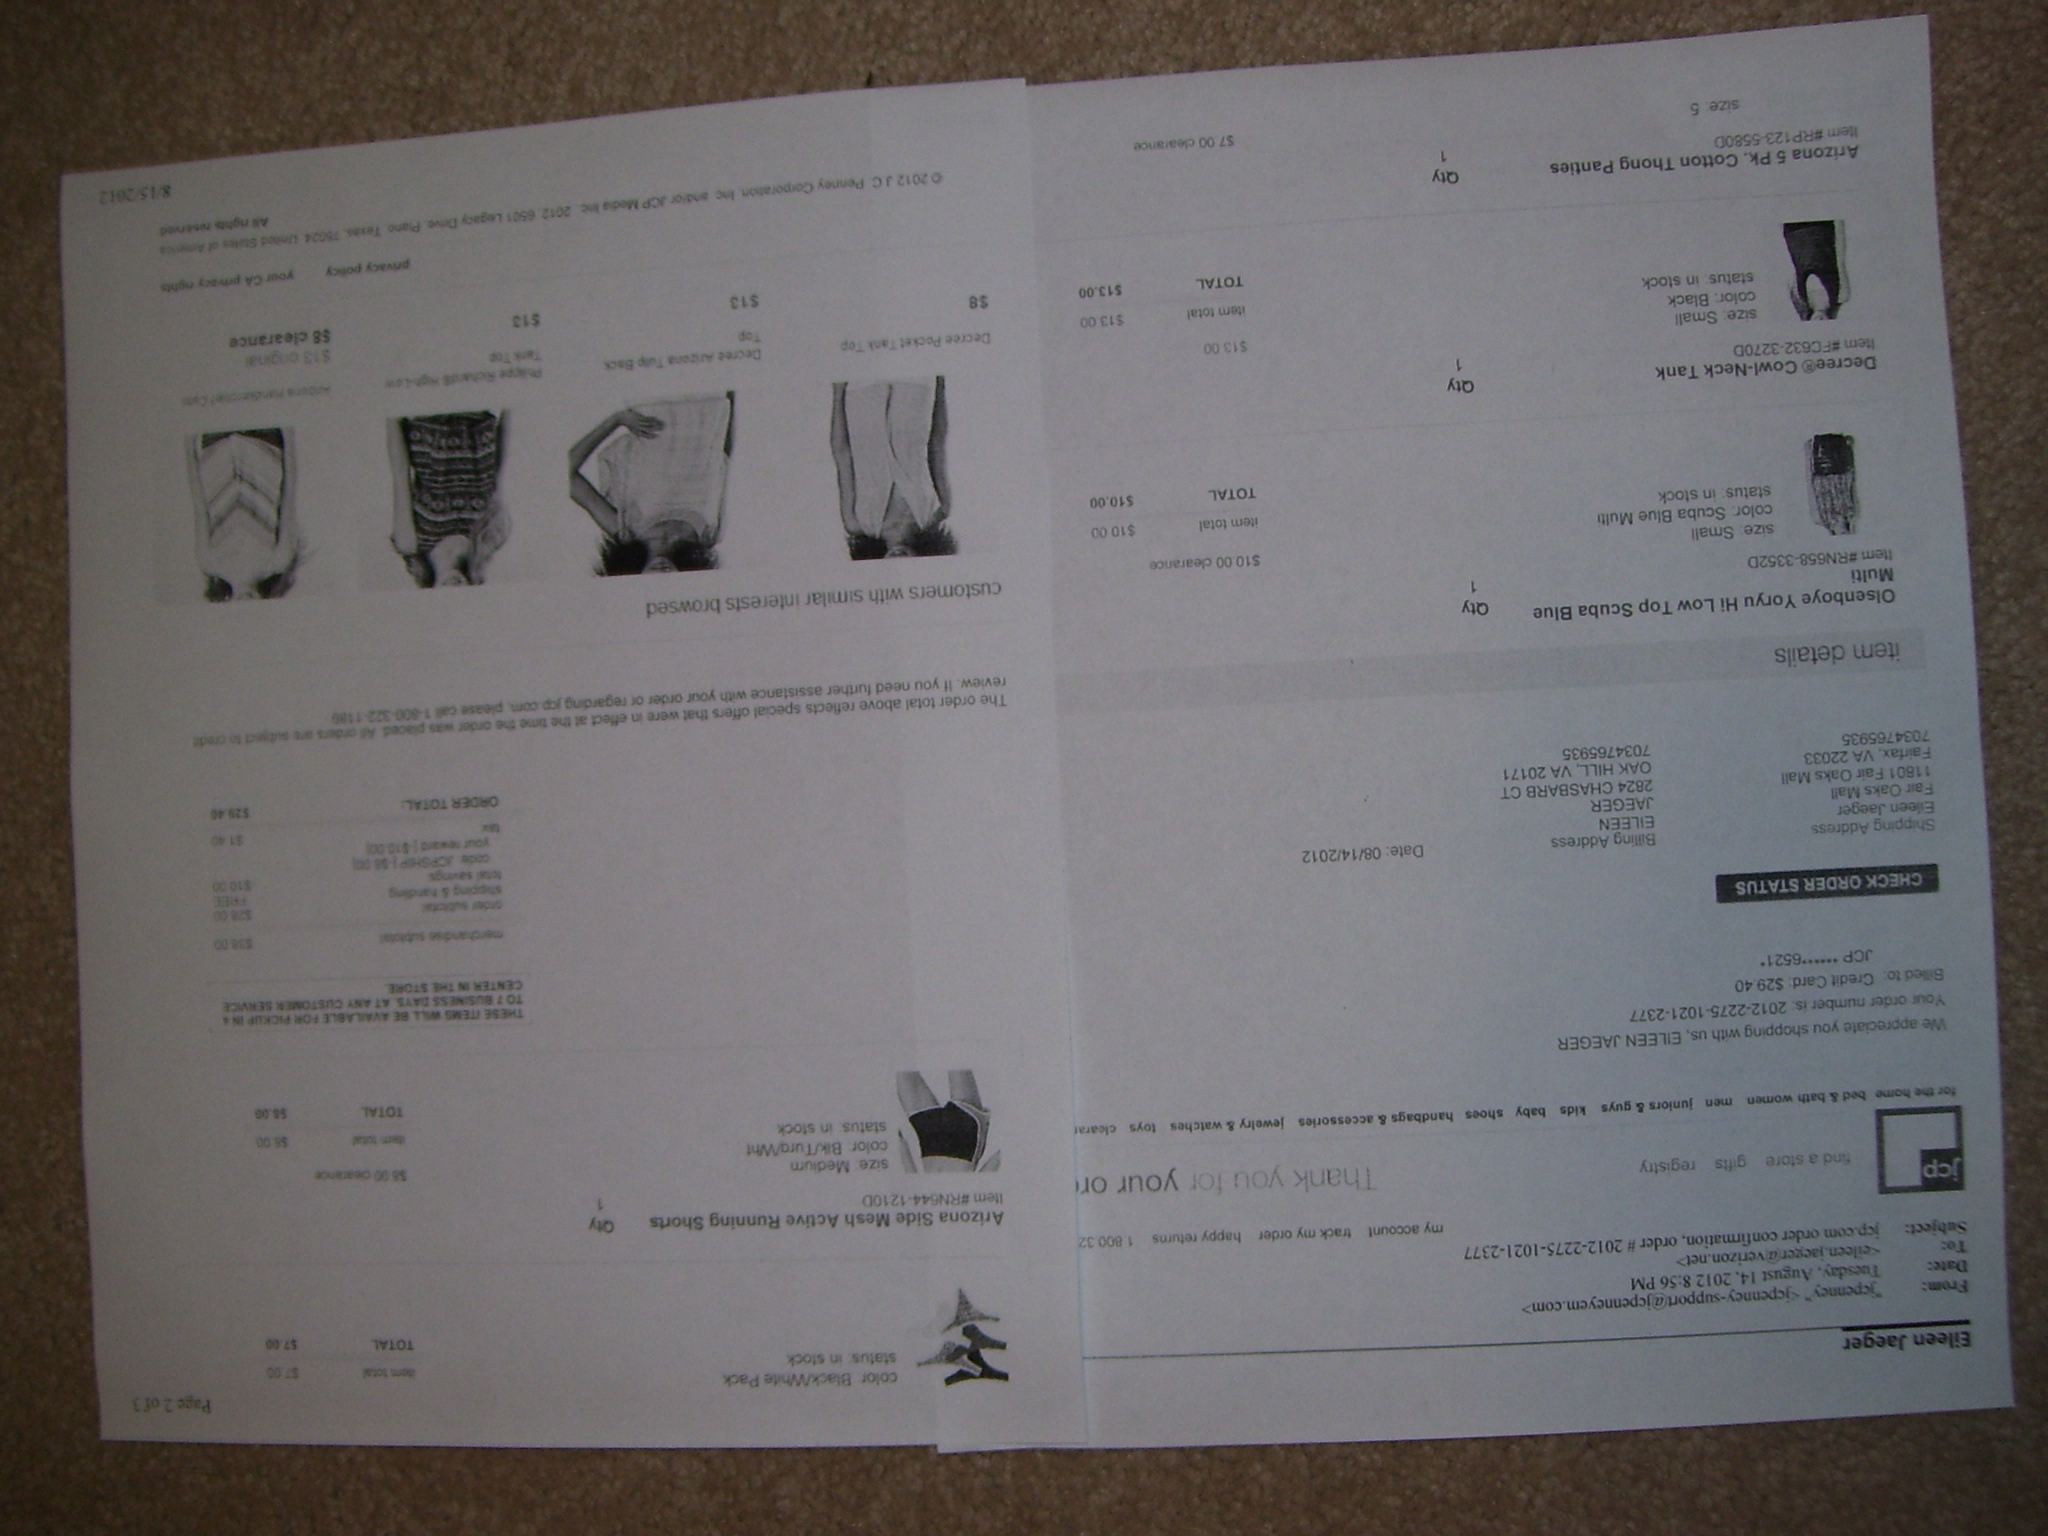 Eileen Jaeger
From: "jcpenney" <jcpenney-support@jcpenneyem.com>
Date: Tuesday, August 14, 2012 8:56 PM
To: <eileen.jaeger@verizon.net>
Subject: jcp.com order confirmation, order # 2012-2275-1021-2377
my account track my order happy returns 1 800 32
jcp
find a store gifts registry
Thank you for your or
for the home bed & bath women men juniors & guys kids baby shoes handbags & accessories jewelry & watches toys clearan
We appreciate you shopping with us, EILEEN JAEGER
Your order number is: 2012-2275-1021-2377
Billed to: Credit Card: $29.40
JCP ******6521*
CHECK ORDER STATUS
Date: 08/14/2012
Shipping Address
Eileen Jaeger
Fair Oaks Mall
11801 Fair Oaks Mall
Fairfax, VA 22033
7034765935
Billing Address
EILEEN
JAEGER
2824 CHASBARB CT
OAK HILL, VA 20171
7034765935
item details
Olsenboye Yoryu Hi Low Top Scuba Blue
Multi
Item #RN658-3352D
Qty
1
$10.00 clearance
size: Small
color: Scuba Blue Multi
status: in stock
item total $10.00
TOTAL $10.00
Decree® Cowl-Neck Tank
Item #FC632-3270D
Qty
1
$13.00
size: Small
color: Black
status: in stock
item total $13.00
TOTAL $13.00
Arizona 5 Pk. Cotton Thong Panties
Item #RP123-5580D
Qty
1
$7.00 clearance
size: 5
Page 2 of 3
color: Black/White Pack
status: in stock
item total $7.00
TOTAL $7.00
Arizona Side Mesh Active Running Shorts
Item #RN644-1210D
Qty
1
$8.00 clearance
size: Medium
color: Blk/Turq/Wht
status: in stock
item total $8.00
TOTAL $8.00
THESE ITEMS WILL BE AVAILABLE FOR PICKUP IN 4
TO 7 BUSINESS DAYS, AT ANY CUSTOMER SERVICE
CENTER IN THE STORE.
merchandise subtotal $38.00
order subtotal $28.00
shipping & handling FREE
total savings $10.00
code: JCPSHIP
your reward [-$10.00]
tax $1.40
ORDER TOTAL: $29.40
The order total above reflects special offers that were in effect at the time the order was placed. All orders are subject to credit
review. If you need further assistance with your order or regarding jcp.com, please call 1-800-322-1189
customers with similar interests browsed
Decree Pocket Tank Top
$8
Decree Arizona Tulip Back
Top
$13
Philippe Richard® High-Low
Tank Top
$13
Arizona
$13 original
$8 clearance
privacy policy your CA privacy rights
© 2012 J.C. Penney Corporation, Inc. and/or JCP Media Inc. 2012. 6501 Legacy Drive, Plano, Texas, 75024, United States of America
All rights reserved
8/15/2012